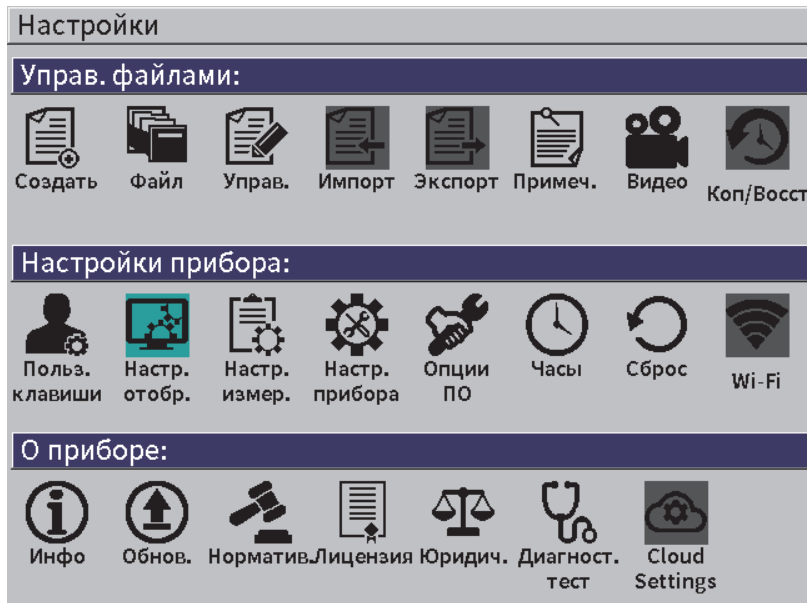 Настройки
Управ. файлами:
Создать Файл Управ. Импорт Экспорт Примеч. Видео Коп/Восст
Настройки прибора:
Польз. Настр. Настр. Настр. Опции Часы Сброс Wi-Fi
клавиши отобр. измер. прибора ПО
О приборе:
Инфо Обнов. Норматив. Лицензия Юридич. Диагност. Cloud
тест Settings